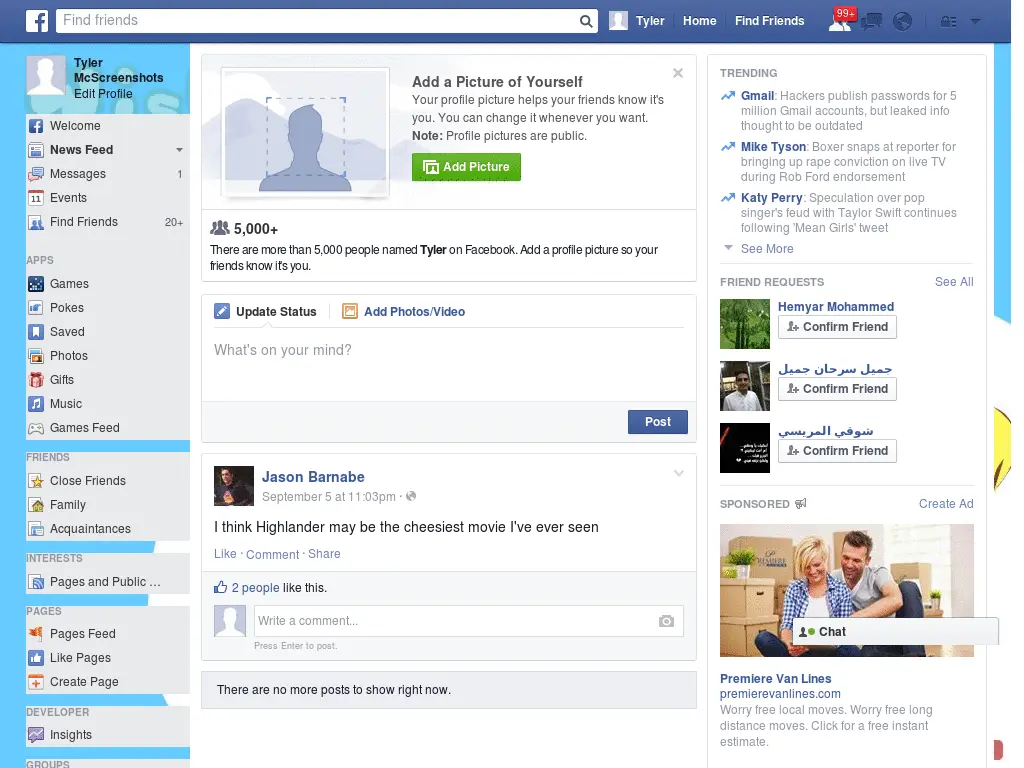 Find friends
Tyler
Home
Find Friends
99+
Tyler
McScreenshots
Edit Profile
Welcome
News Feed
Messages 1
Events
Find Friends 20+
APPS
Games
Pokes
Saved
Photos
Gifts
Music
Games Feed
FRIENDS
Close Friends
Family
Acquaintances
INTERESTS
Pages and Public ...
PAGES
Pages Feed
Like Pages
Create Page
DEVELOPER
Insights
GROUPS
Add a Picture of Yourself
Your profile picture helps your friends know it's
you. You can change it whenever you want.
Note: Profile pictures are public.
Add Picture
5,000+
There are more than 5,000 people named Tyler on Facebook. Add a profile picture so your
friends know it's you.
Update Status
Add Photos/Video
What's on your mind?
Post
Jason Barnabe
September 5 at 11:03pm ·
I think Highlander may be the cheesiest movie I've ever seen
Like · Comment · Share
2 people like this.
Write a comment...
Press Enter to post.
There are no more posts to show right now.
TRENDING
Gmail: Hackers publish passwords for 5
million Gmail accounts, but leaked info
thought to be outdated
Mike Tyson: Boxer snaps at reporter for
bringing up rape conviction on live TV
during Rob Ford endorsement
Katy Perry: Speculation over pop
singer's feud with Taylor Swift continues
following 'Mean Girls' tweet
See More
FRIEND REQUESTS See All
Hemyar Mohammed
Confirm Friend
جميل سرحان جميل
Confirm Friend
شوقي المريسي
Confirm Friend
SPONSORED Create Ad
PREMIERE
Chat
Premiere Van Lines
premierevanlines.com
Worry free local moves. Worry free long
distance moves. Click for a free instant
estimate.